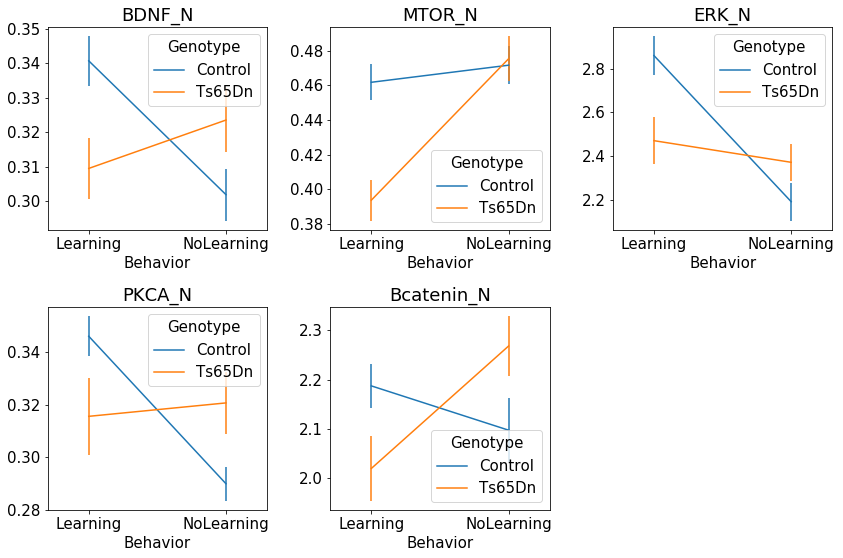 BDNF_N
0.35
0.34
0.33
0.32
0.31
0.30
Genotype
Control
Ts65Dn
Learning NoLearning
Behavior
MTOR_N
0.48
0.46
0.44
0.42
0.40
0.38
Genotype
Control
Ts65Dn
Learning NoLearning
Behavior
ERK_N
2.8
2.6
2.4
2.2
Genotype
Control
Ts65Dn
Learning NoLearning
Behavior
PKCA_N
0.34
0.32
0.30
0.28
Genotype
Control
Ts65Dn
Learning NoLearning
Behavior
Bcatenin_N
2.3
2.2
2.1
2.0
Genotype
Control
Ts65Dn
Learning NoLearning
Behavior